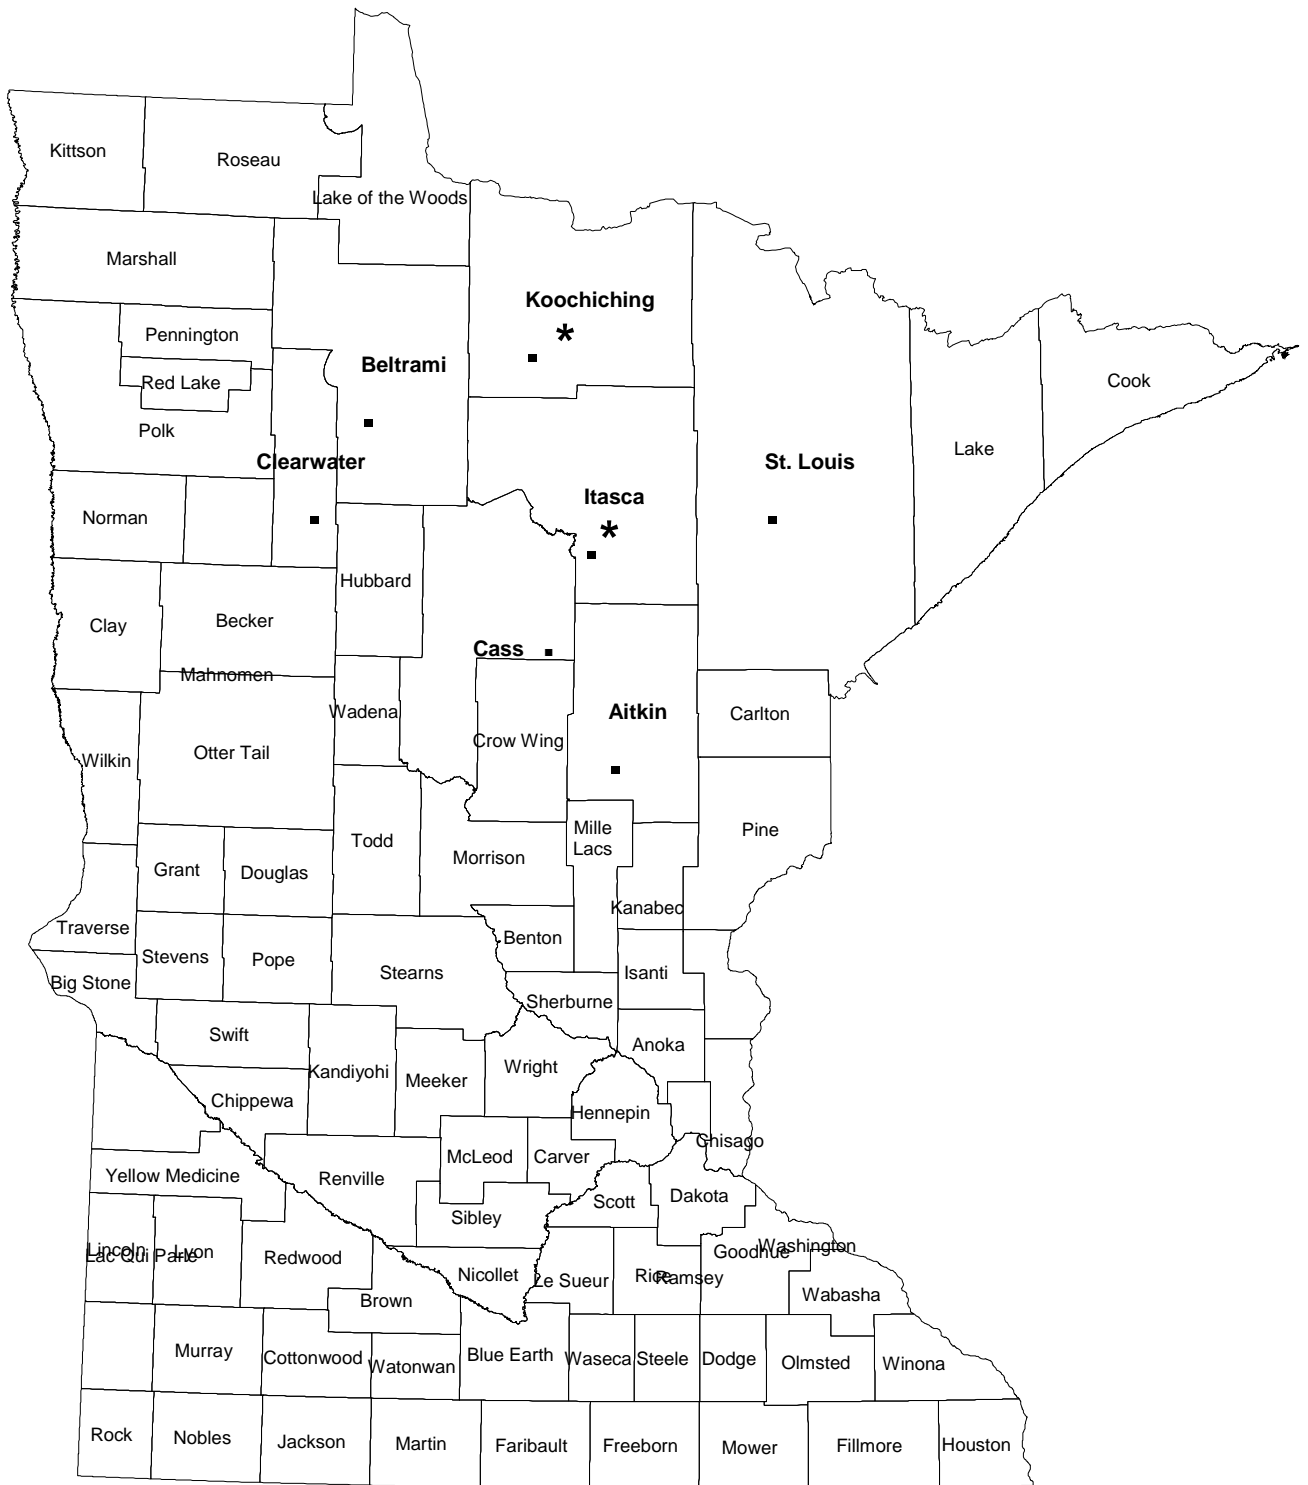 Kittson
Roseau
Lake of the Woods
Marshall
Koochiching
*
Pennington
Beltrami
Red Lake
Cook
Polk
Clearwater
St. Louis
Lake
Itasca
*
Norman
Hubbard
Becker
Clay
Cass
Mahnomen
Wadena
Aitkin
Carlton
Crow Wing
Otter Tail
Wilkin
Mille
Lacs
Pine
Todd
Morrison
Grant
Douglas
Kanabec
Traverse
Benton
Stevens
Pope
Stearns
Isanti
Big Stone
Sherburne
Swift
Anoka
Wright
Kandiyohi
Meeker
Chippewa
Hennepin
Chisago
McLeod
Carver
Yellow Medicine
Renville
Scott
Dakota
Sibley
Washington
Lincoln
Lac Qui Parle
Lyon
Redwood
Goodhue
Nicollet
Le Sueur
Rice
Ramsey
Wabasha
Brown
Murray
Cottonwood
Watonwan
Blue Earth
Waseca
Steele
Dodge
Olmsted
Winona
Rock
Nobles
Jackson
Martin
Faribault
Freeborn
Mower
Fillmore
Houston